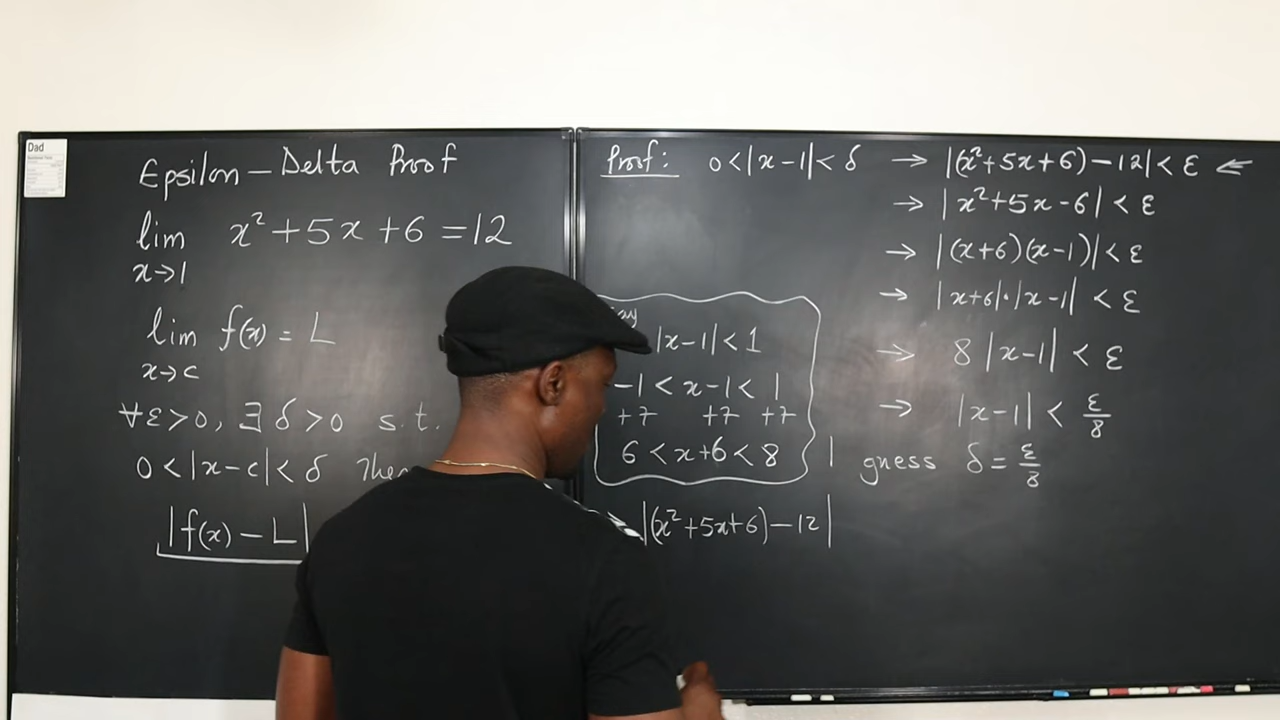 Dad
Epsilon – Delta Proof
lim x² + 5x + 6 = 12
x→1
lim f(x) = L
x→c
∀ε>0, ∃ δ>0 s.t.
0<|x−c|<δ
|f(x) − L|
Proof: 0<|x−1|<δ → |(x²+5x+6)−12|<ε ⇐
→ |x²+5x−6|<ε
→ |(x+6)(x−1)|<ε
→ |x+6|·|x−1| <ε
→ 8|x−1| < ε
→ |x−1| < ε/8
|x−1|<1
−1<x−1<1
+7 +7 +7
6<x+6<8
I guess δ = ε/8
|(x²+5x+6)−12|